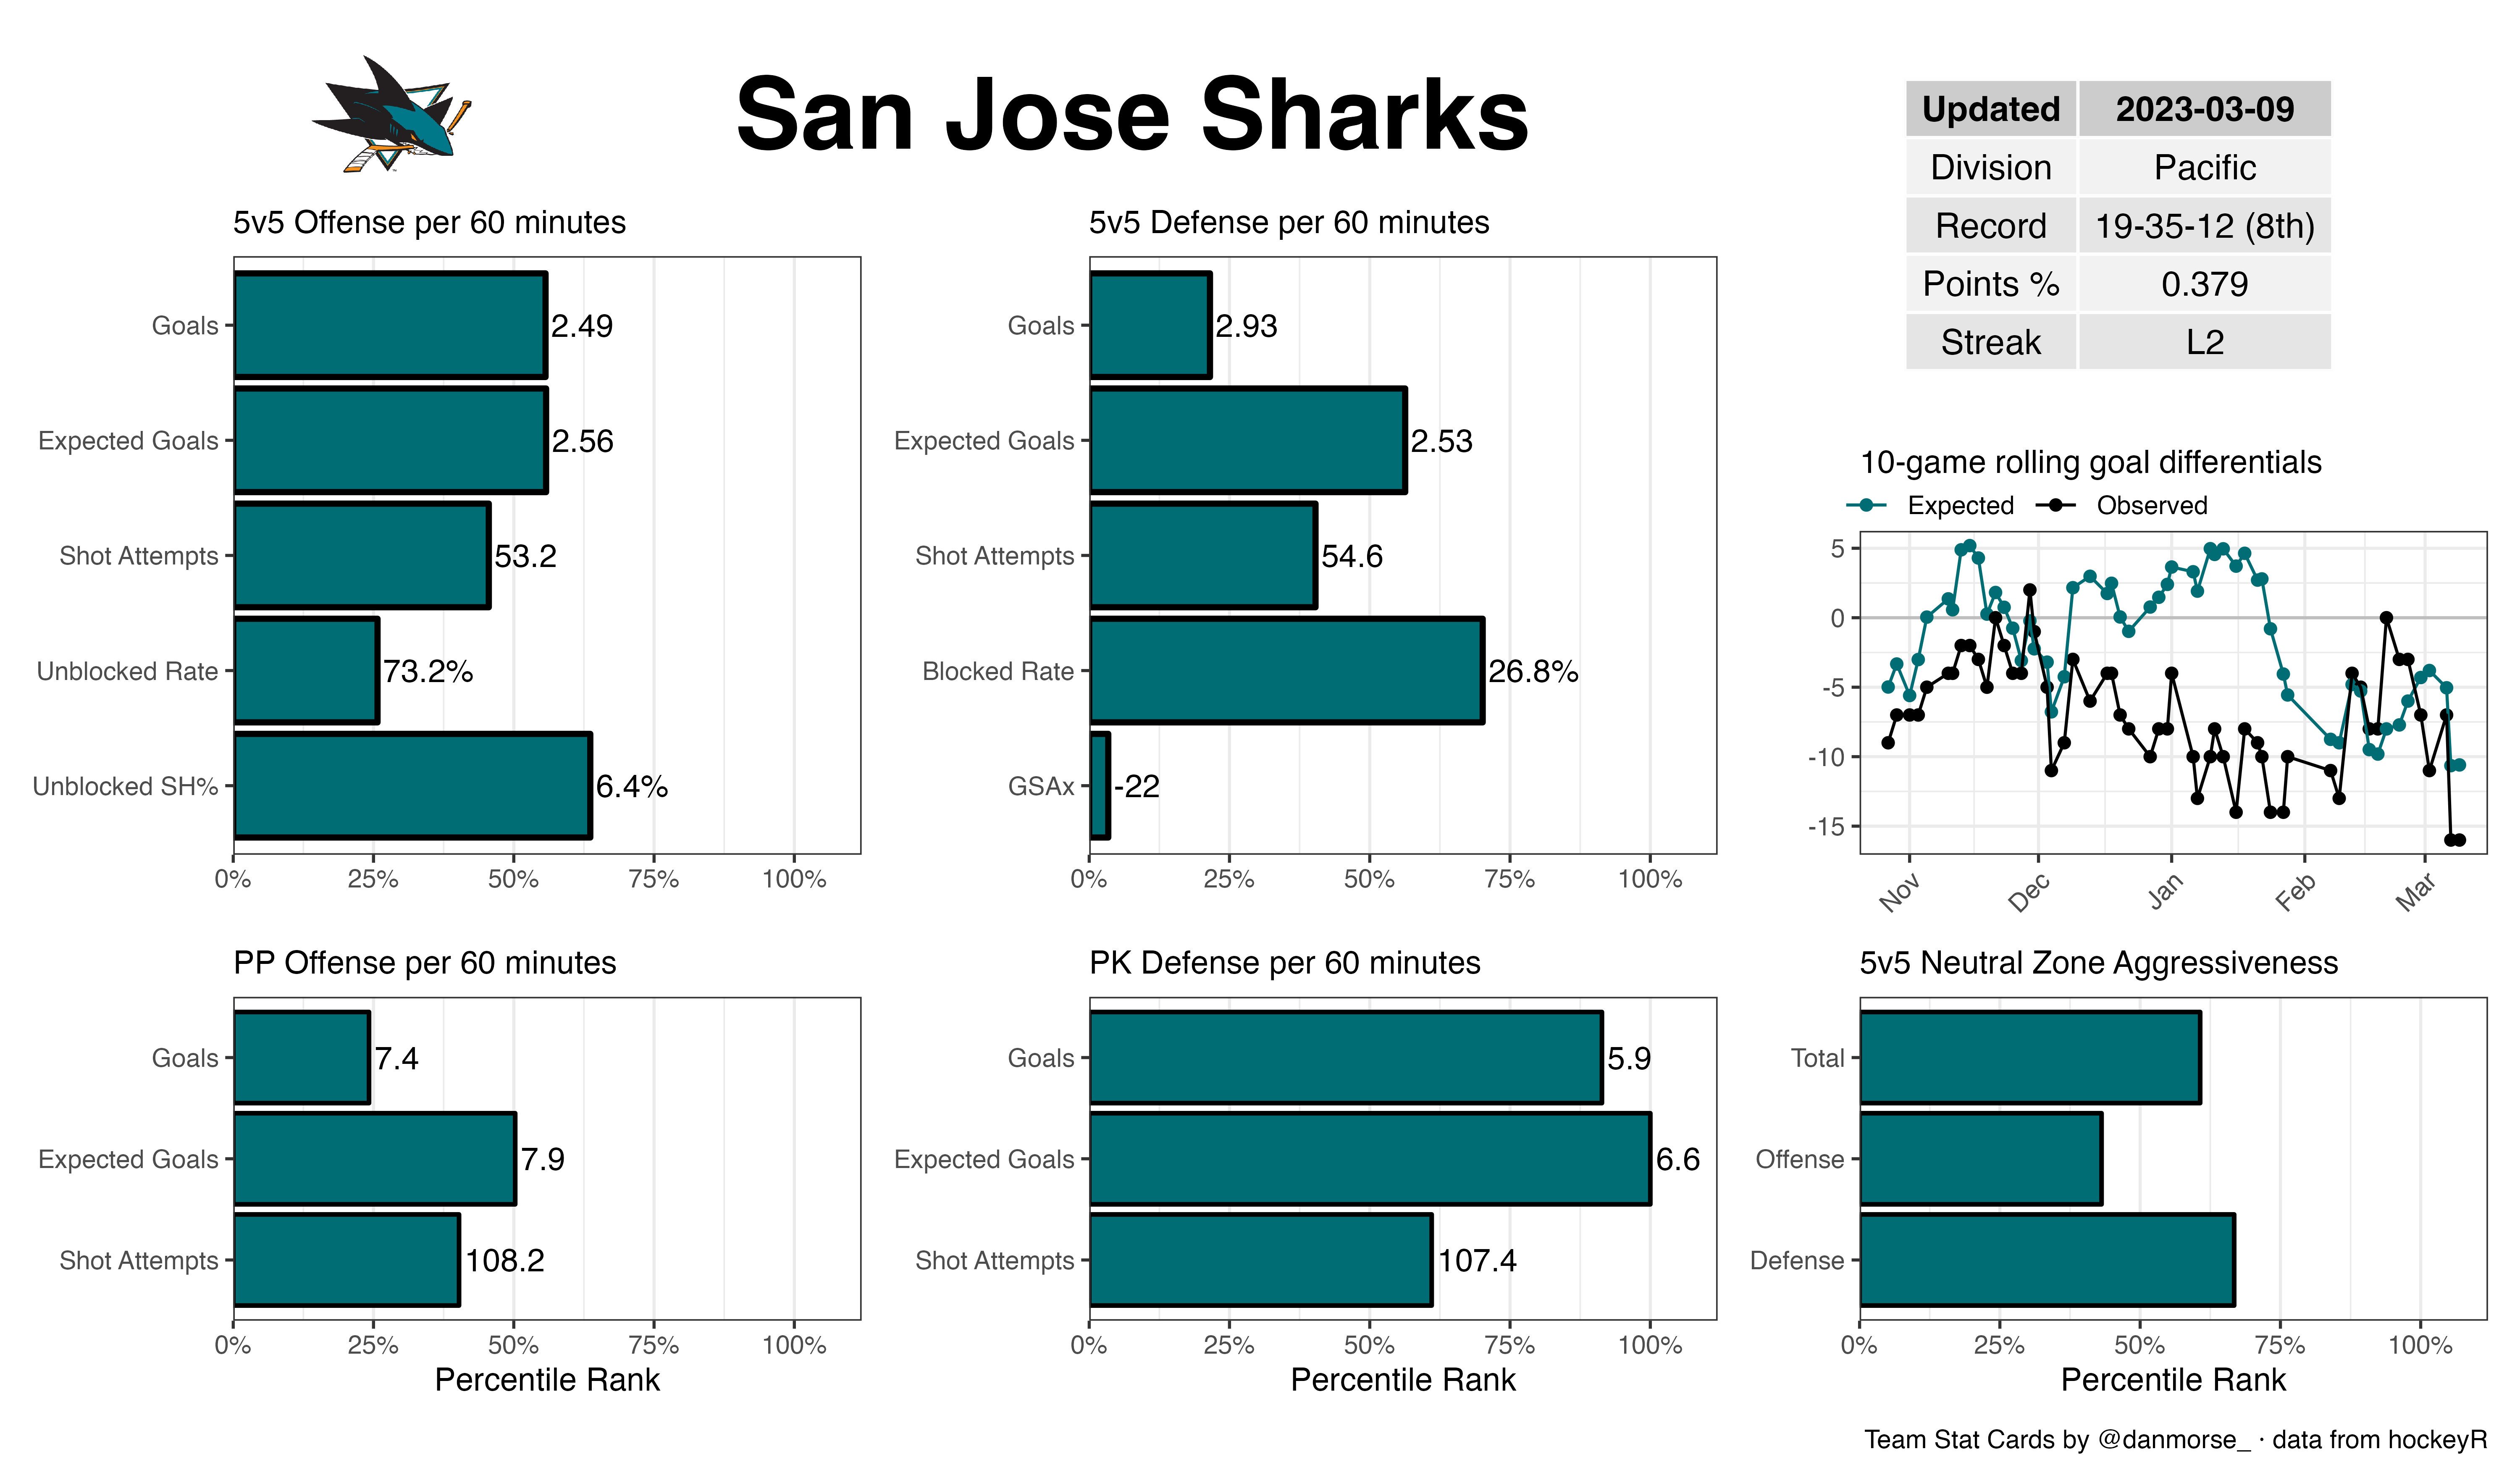 San Jose Sharks
Updated 2023-03-09
Division Pacific
Record 19-35-12 (8th)
Points % 0.379
Streak L2
5v5 Offense per 60 minutes
Goals 2.49
Expected Goals 2.56
Shot Attempts 53.2
Unblocked Rate 73.2%
Unblocked SH% 6.4%
0% 25% 50% 75% 100%
5v5 Defense per 60 minutes
Goals 2.93
Expected Goals 2.53
Shot Attempts 54.6
Blocked Rate 26.8%
GSAx -22
0% 25% 50% 75% 100%
10-game rolling goal differentials
Expected Observed
5
0
-5
-10
-15
Nov Dec Jan Feb Mar
PP Offense per 60 minutes
Goals 7.4
Expected Goals 7.9
Shot Attempts 108.2
0% 25% 50% 75% 100%
Percentile Rank
PK Defense per 60 minutes
Goals 5.9
Expected Goals 6.6
Shot Attempts 107.4
0% 25% 50% 75% 100%
Percentile Rank
5v5 Neutral Zone Aggressiveness
Total
Offense
Defense
0% 25% 50% 75% 100%
Percentile Rank
Team Stat Cards by @danmorse_ · data from hockeyR